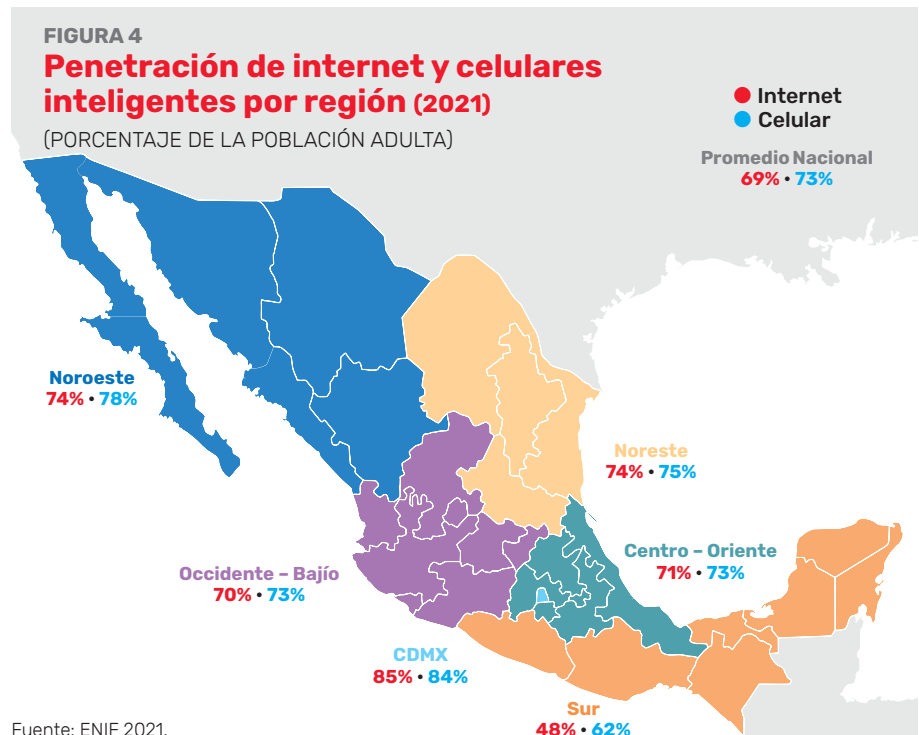 FIGURA 4
Penetración de internet y celulares
inteligentes por región (2021)
(PORCENTAJE DE LA POBLACIÓN ADULTA)
Internet
Celular
Promedio Nacional
69% • 73%
Noroeste
74% • 78%
Noreste
74% • 75%
Centro – Oriente
71% • 73%
Occidente – Bajío
70% • 73%
CDMX
85% • 84%
Sur
48% • 62%
Fuente: ENIF 2021.